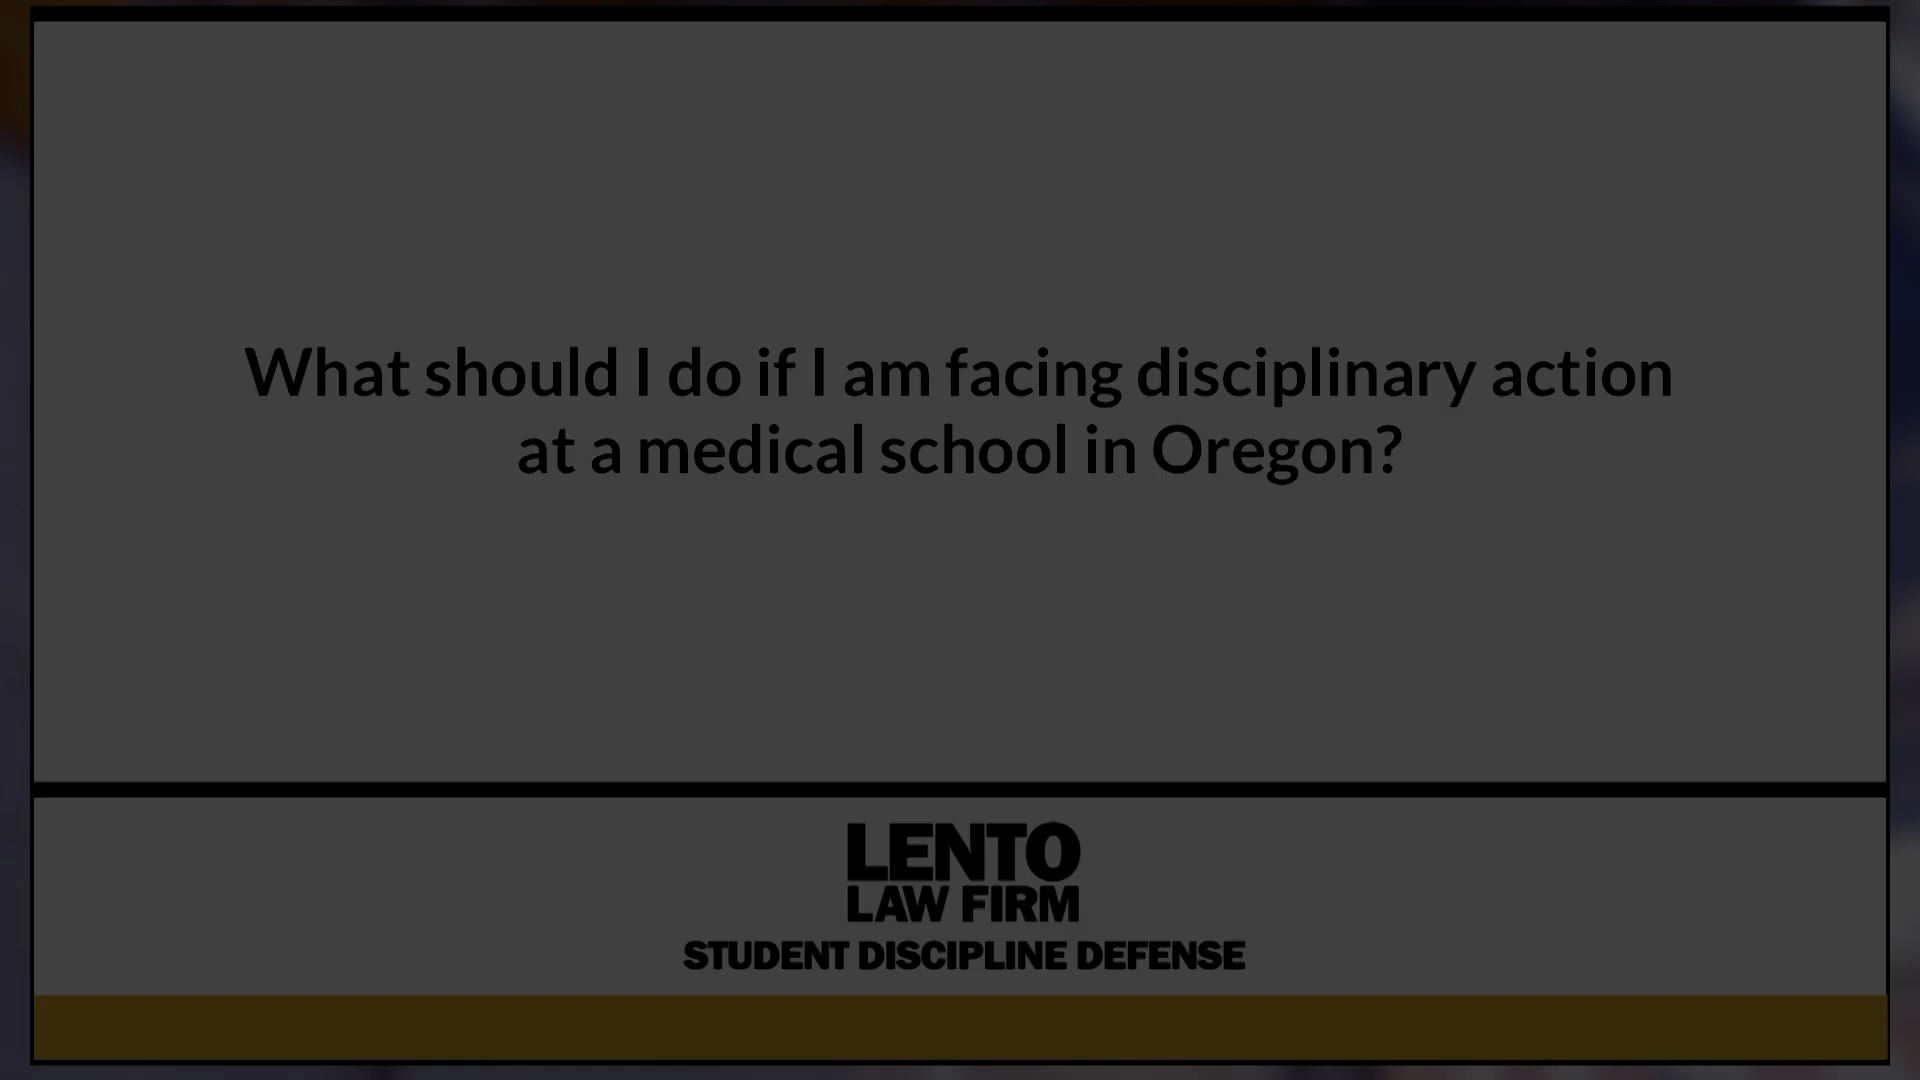 What should I do if I am facing disciplinary action
at a medical school in Oregon?
LENTO
LAW FIRM
STUDENT DISCIPLINE DEFENSE